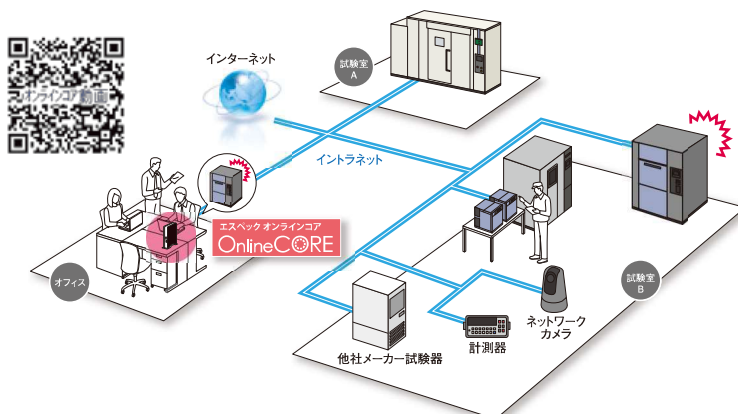 オンラインコア動画
インターネット
試験室
A
イントラネット
エスペック オンラインコア
OnlineCORE
オフィス
試験室
B
ネットワーク
カメラ
計測器
他社メーカー試験器